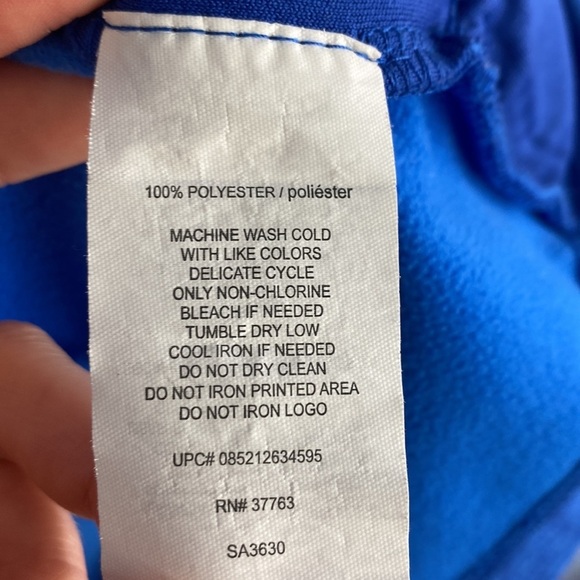 100% POLYESTER / poliéster
MACHINE WASH COLD
WITH LIKE COLORS
DELICATE CYCLE
ONLY NON-CHLORINE
BLEACH IF NEEDED
TUMBLE DRY LOW
COOL IRON IF NEEDED
DO NOT DRY CLEAN
DO NOT IRON PRINTED AREA
DO NOT IRON LOGO
UPC# 085212634595
RN# 37763
SA3630